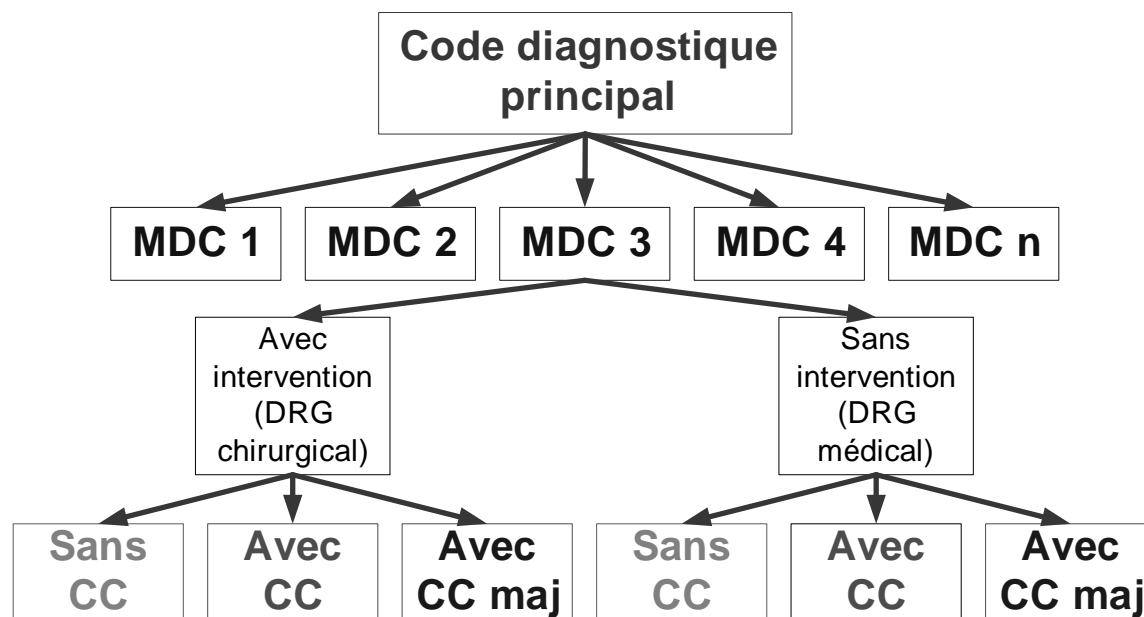 Code diagnostique
principal
MDC 1
MDC 2
MDC 3
MDC 4
MDC n
Avec
intervention
(DRG
chirurgical)
Sans
intervention
(DRG
médical)
Sans
CC
Avec
CC
Avec
CC maj
Sans
CC
Avec
CC
Avec
CC maj